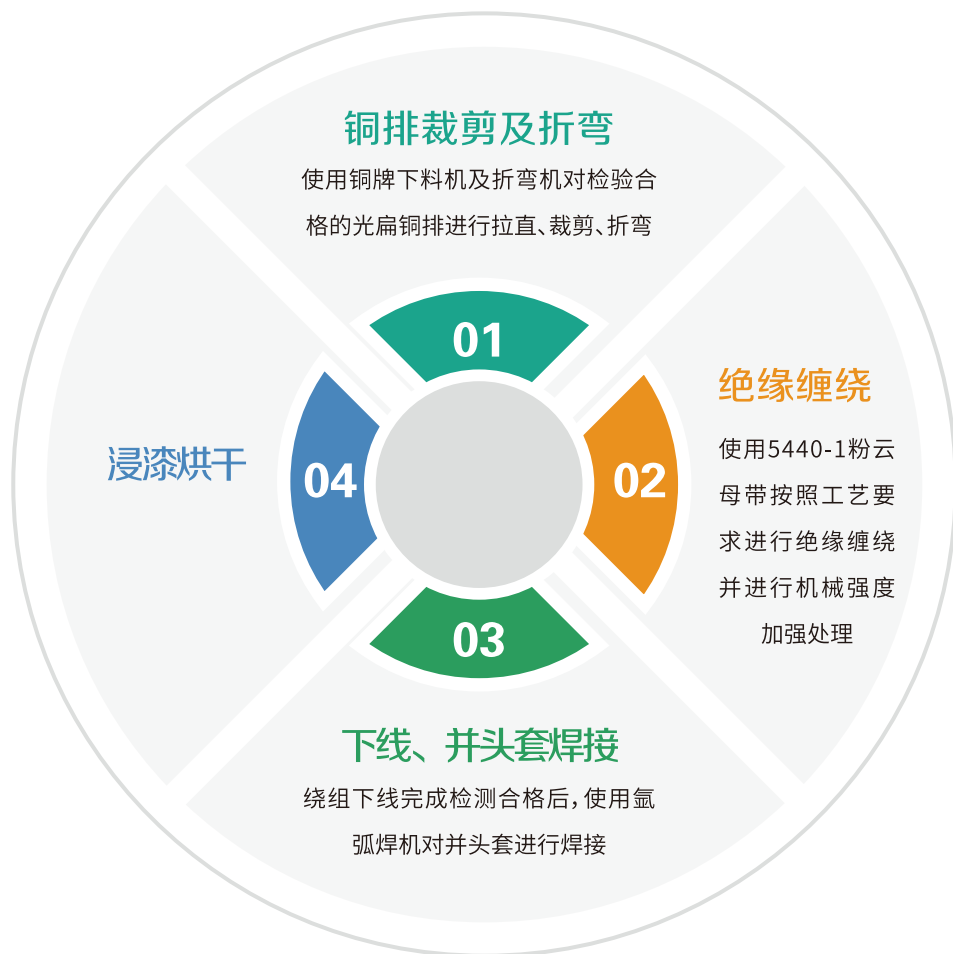 铜排裁剪及折弯
使用铜牌下料机及折弯机对检验合
格的光扁铜排进行拉直、裁剪、折弯
01
绝缘缠绕
使用5440-1粉云
母带按照工艺要
求进行绝缘缠绕
并进行机械强度
加强处理
02
03
下线、并头套焊接
绕组下线完成检测合格后，使用氩
弧焊机对并头套进行焊接
浸漆烘干
04